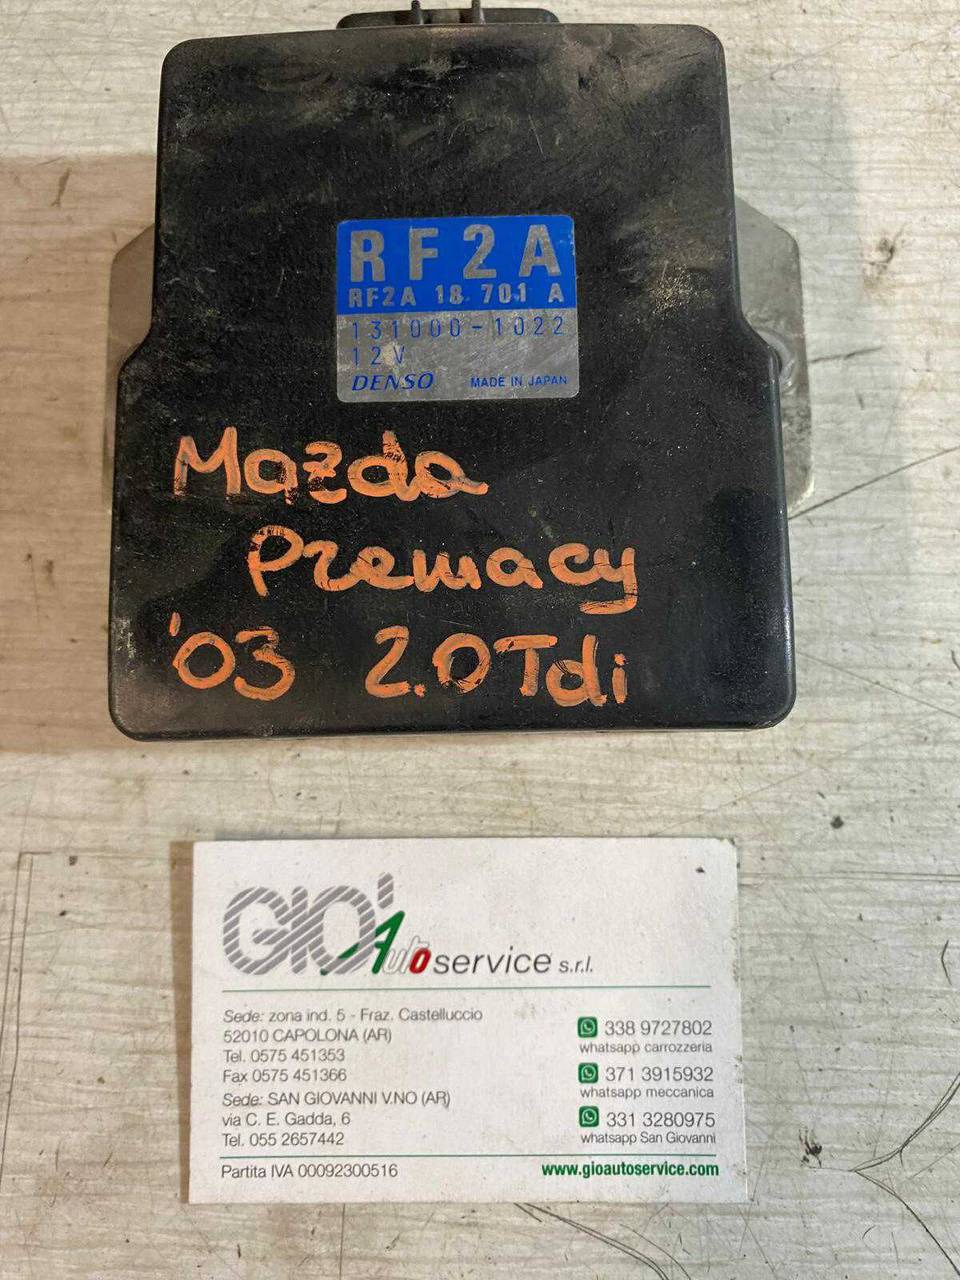 RF2A
RF2A 18 701 A
131000-1022
12V
DENSO MADE IN JAPAN
Mazda
Premacy
'03 2.0Tdi
GIO' Autoservice s.r.l.
Sede: zona ind. 5 - Fraz. Castelluccio
52010 CAPOLONA (AR)
Tel. 0575 451353
Fax 0575 451366
Sede: SAN GIOVANNI V.NO (AR)
via C. E. Gadda, 6
Tel. 055 2657442
338 9727802
whatsapp carrozzeria
371 3915932
whatsapp meccanica
331 3280975
whatsapp San Giovanni
Partita IVA 00092300516
www.gioautoservice.com